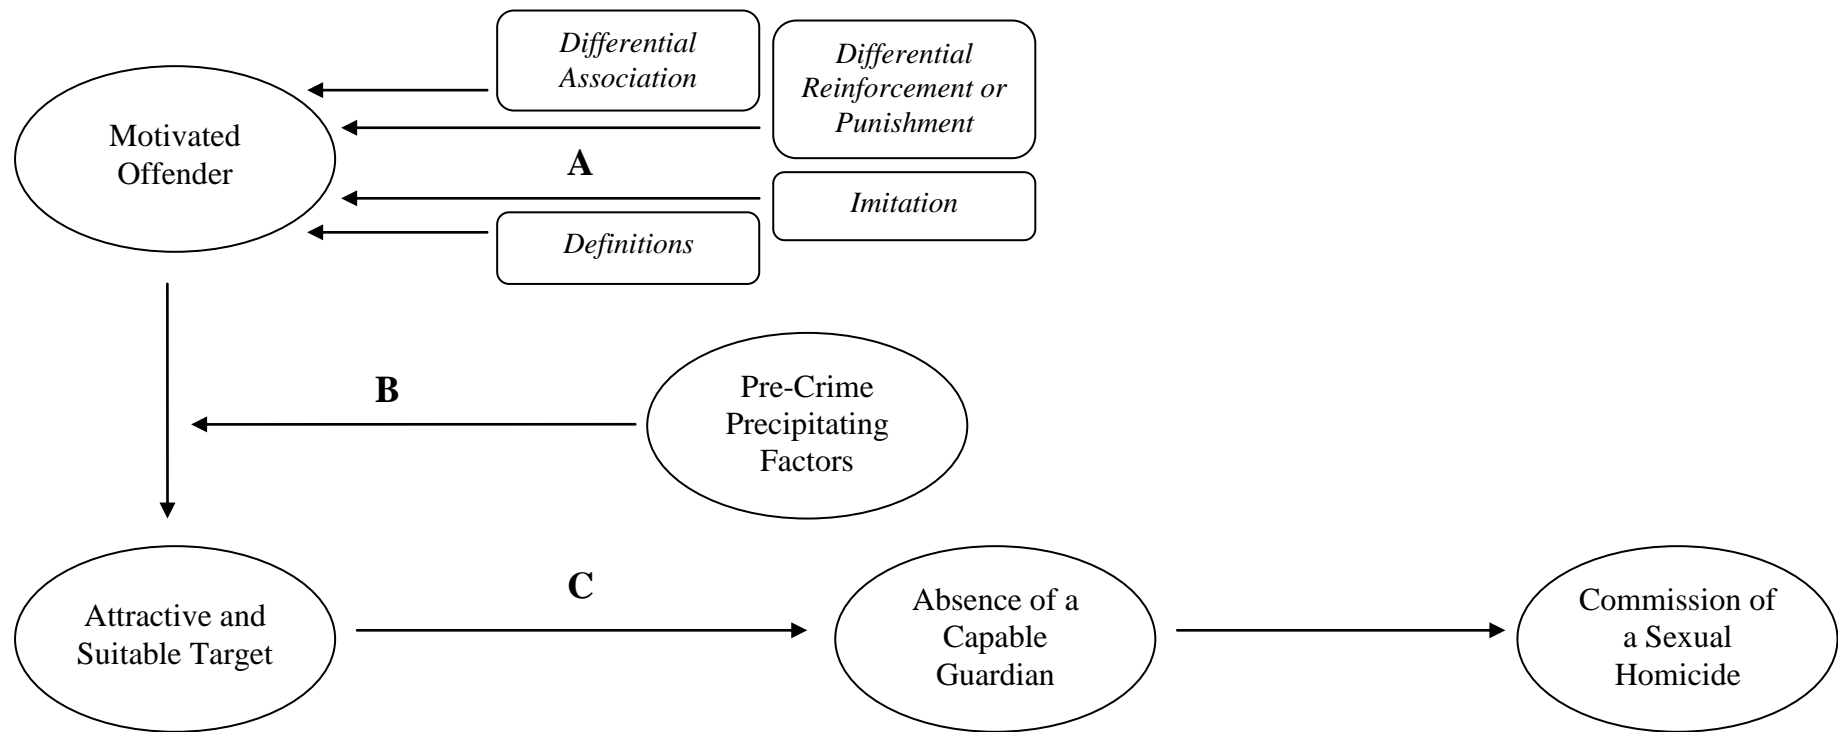 Differential
Association
Differential
Reinforcement or
Punishment
Motivated
Offender
A
Imitation
Definitions
B
Pre-Crime
Precipitating
Factors
Attractive and
Suitable Target
C
Absence of a
Capable
Guardian
Commission of
a Sexual
Homicide